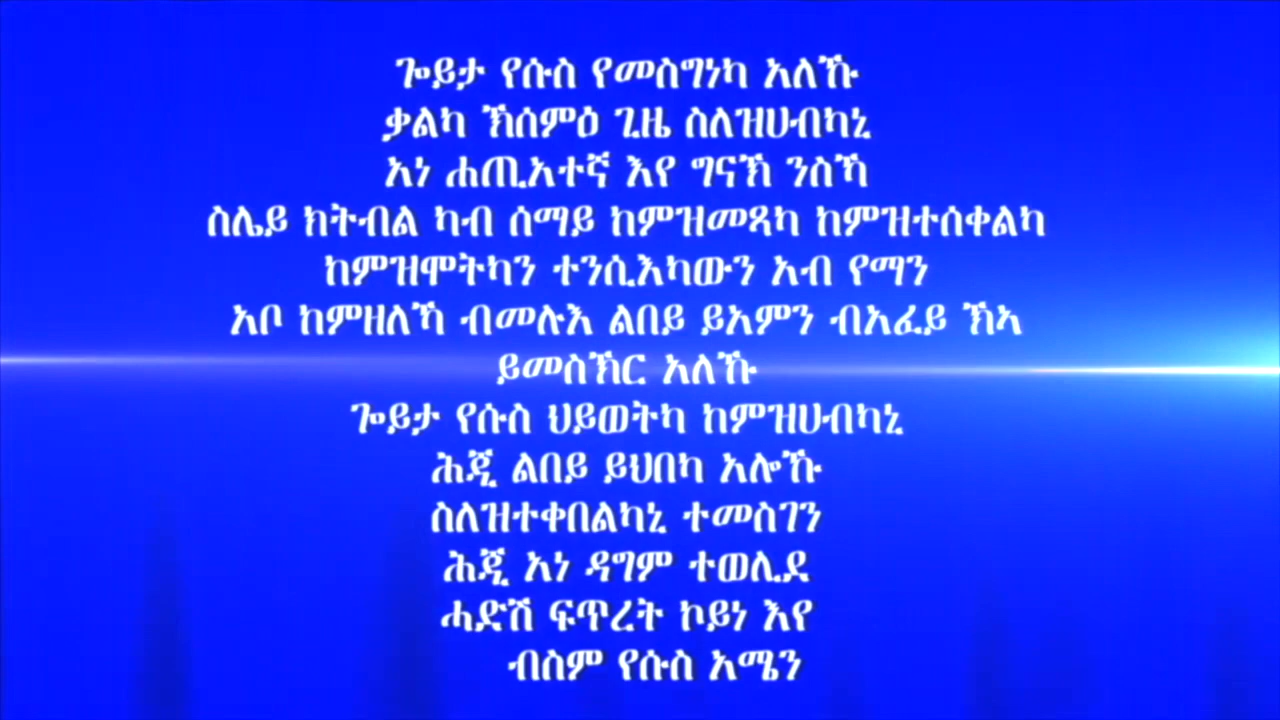 ጐይታ የሱስ የመስግነካ አለኹ
ቃልካ ኽሰምዕ ጊዜ ስለዝሀብካኒ
አነ ሐጢአተኛ እየ ግናኽ ንስኻ
ስሌይ ክትብል ካብ ሰማይ ከምዝመጻካ ከምዝተሰቀልካ
ከምዝሞትካን ተንሲእካውን አብ የማን
አቦ ከምዘለኻ ብመሉእ ልበይ ይአምን ብአፈይ ኽኣ
ይመስኽር አለኹ
ጐይታ የሱስ ህይወትካ ከምዝሀብካኒ
ሕጂ ልበይ ይህበካ አሎኹ
ስለዝተቀበልካኒ ተመስገን
ሕጂ አነ ዳግም ተወሊደ
ሓድሽ ፍጥረት ኮይነ እየ
ብስም የሱስ አሜን